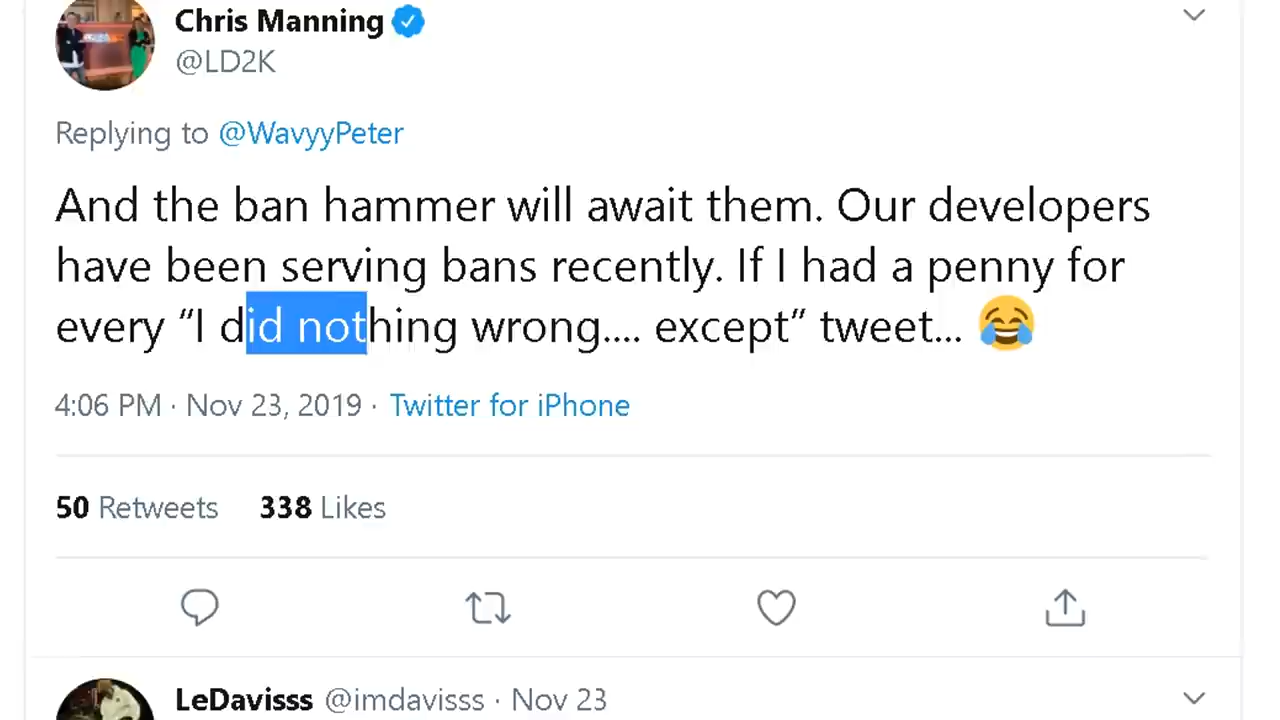 Chris Manning
@LD2K
Replying to @WavyyPeter
And the ban hammer will await them. Our developers
have been serving bans recently. If I had a penny for
every “I did nothing wrong.... except” tweet... 😂
4:06 PM · Nov 23, 2019 · Twitter for iPhone
50 Retweets 338 Likes
LeDavisss @imdavisss · Nov 23